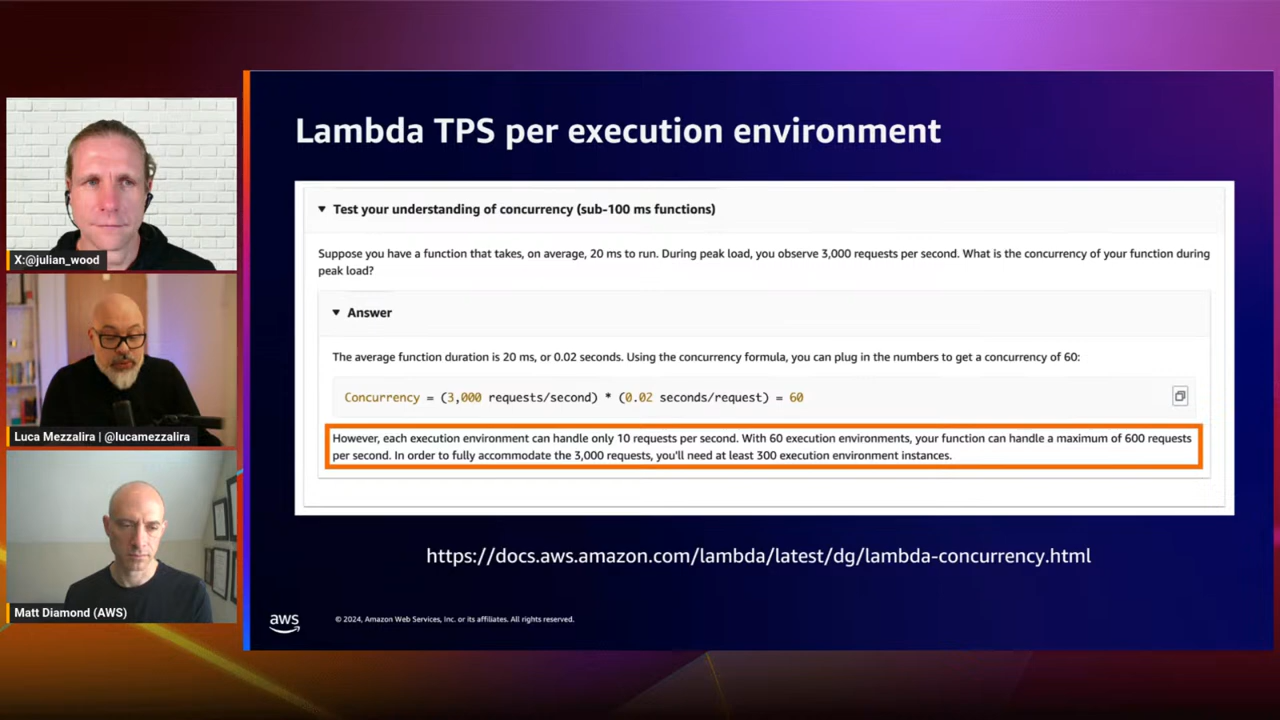 Lambda TPS per execution environment
Test your understanding of concurrency (sub-100 ms functions)
Suppose you have a function that takes, on average, 20 ms to run. During peak load, you observe 3,000 requests per second. What is the concurrency of your function during
peak load?
Answer
The average function duration is 20 ms, or 0.02 seconds. Using the concurrency formula, you can plug in the numbers to get a concurrency of 60:
Concurrency = (3,000 requests/second) * (0.02 seconds/request) = 60
However, each execution environment can handle only 10 requests per second. With 60 execution environments, your function can handle a maximum of 600 requests
per second. In order to fully accommodate the 3,000 requests, you'll need at least 300 execution environment instances.
https://docs.aws.amazon.com/lambda/latest/dg/lambda-concurrency.html
aws
© 2024, Amazon Web Services, Inc. or its affiliates. All rights reserved.
X:@julian_wood
Luca Mezzalira | @lucamezzalira
Matt Diamond (AWS)